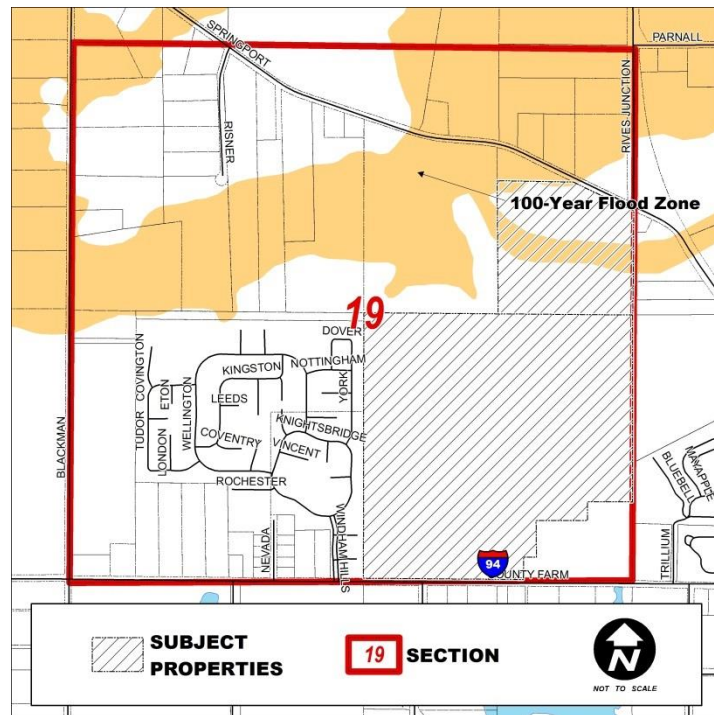 SPRINGPORT
PARNALL
RISNER
RIVES JUNCTION
100-Year Flood Zone
19
DOVER
NOTTINGHAM
KINGSTON
COVINGTON
TUDOR
ETON
LEEDS
YORK
WELLINGTON
LONDON
KNIGHTSBRIDGE
COVENTRY
VINCENT
BLACKMAN
ROCHESTER
NEVADA
WINDHAM HILLS
BLUEBELL
MAYAPPLE
TRILLIUM
94
OUNTY FARM
SUBJECT
PROPERTIES
19 SECTION
N
NOT TO SCALE